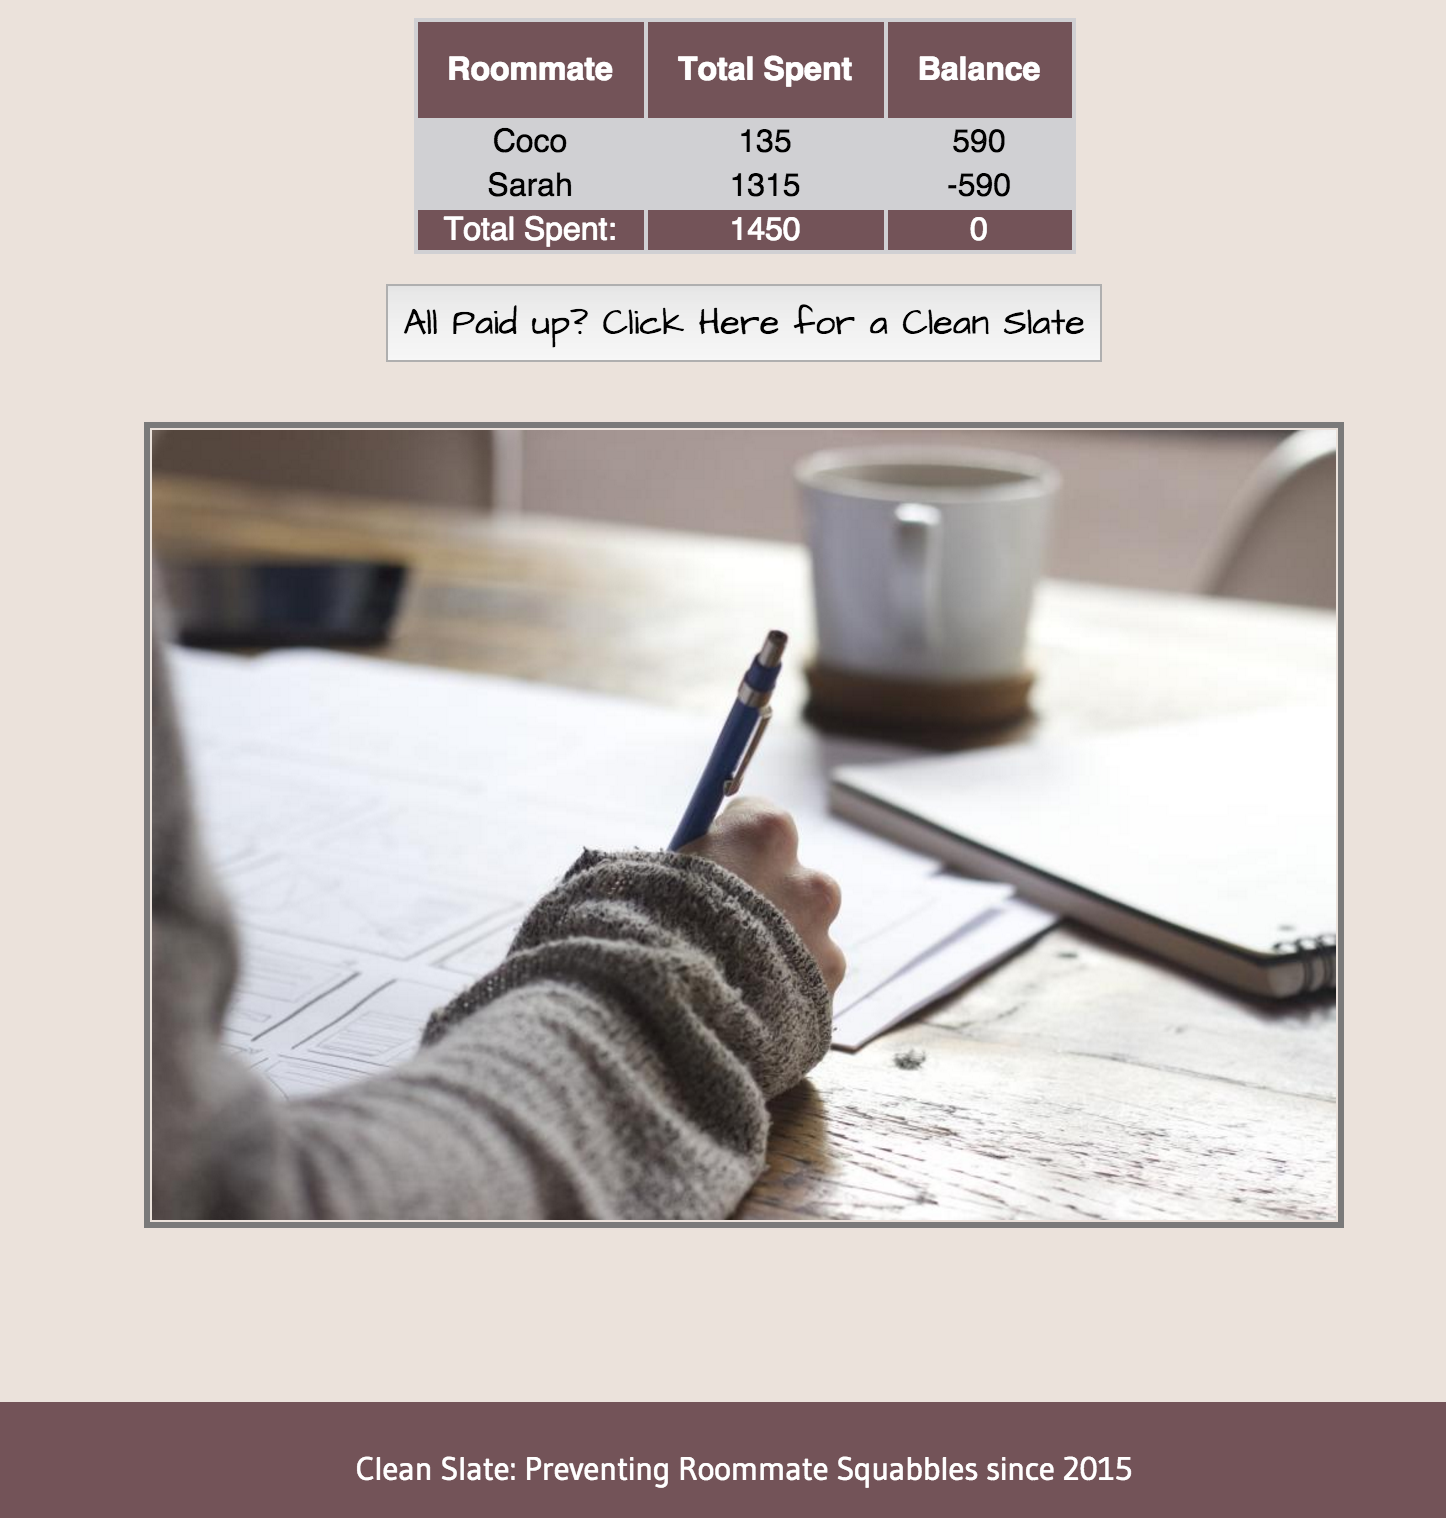 Roommate Total Spent Balance
Coco 135 590
Sarah 1315 -590
Total Spent: 1450 0
All Paid up? Click Here for a Clean Slate
Clean Slate: Preventing Roommate Squabbles since 2015